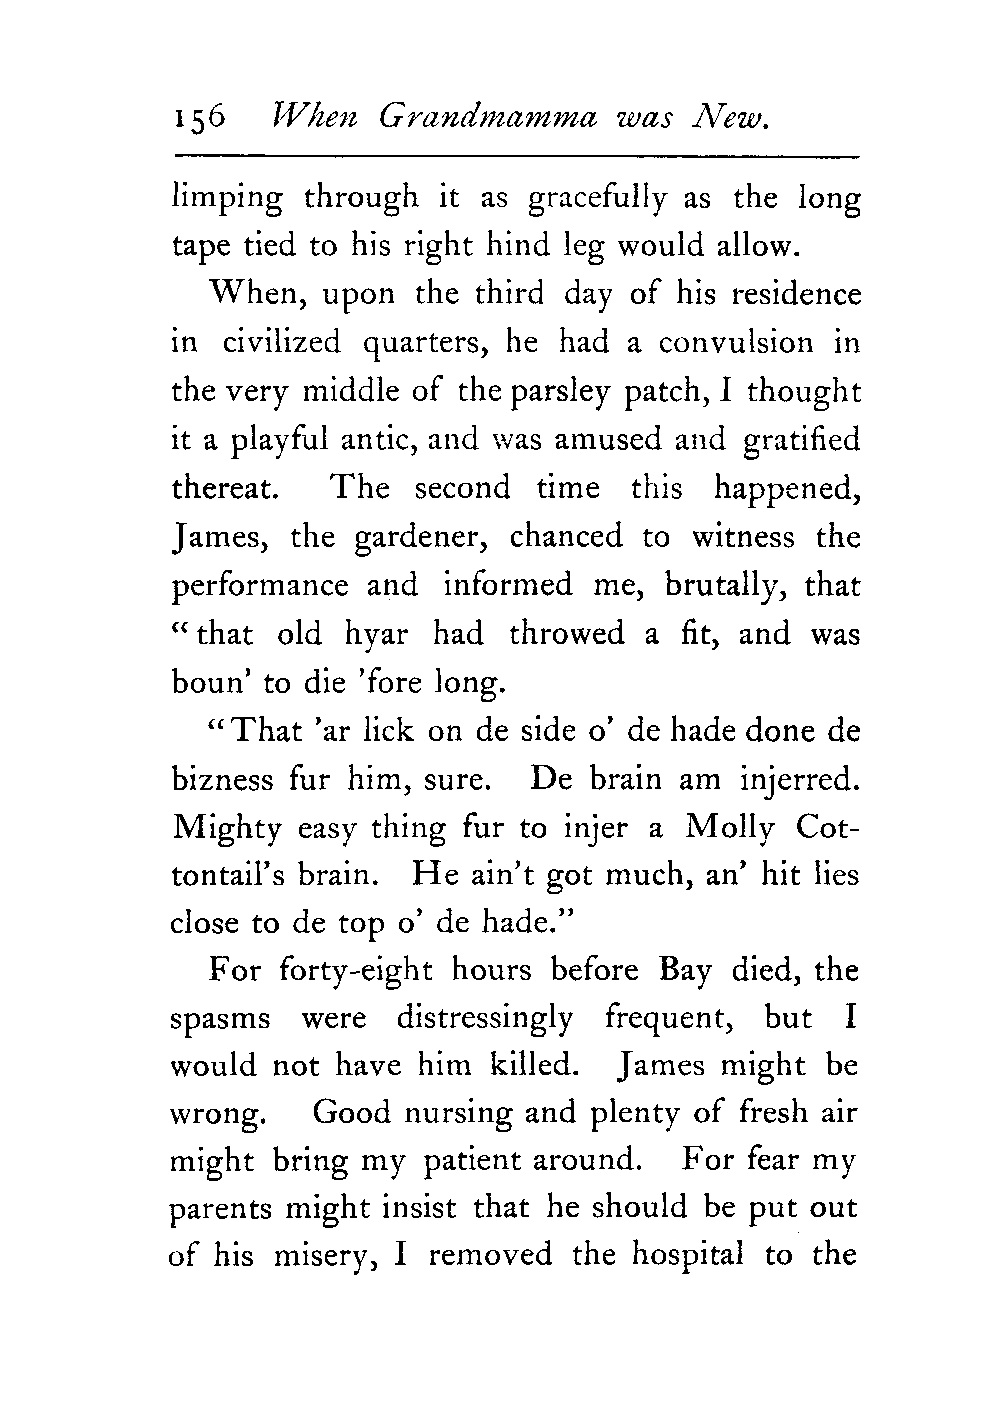 156 When Grandmamma was New.
limping through it as gracefully as the long
tape tied to his right hind leg would allow.
When, upon the third day of his residence
in civilized quarters, he had a convulsion in
the very middle of the parsley patch, I thought
it a playful antic, and was amused and gratified
thereat. The second time this happened,
James, the gardener, chanced to witness the
performance and informed me, brutally, that
“that old hyar had throwed a fit, and was
boun’ to die ’fore long.
“That ’ar lick on de side o’ de hade done de
bizness fur him, sure. De brain am injerred.
Mighty easy thing fur to injer a Molly Cot-
tontail’s brain. He ain’t got much, an’ hit lies
close to de top o’ de hade.”
For forty-eight hours before Bay died, the
spasms were distressingly frequent, but I
would not have him killed. James might be
wrong. Good nursing and plenty of fresh air
might bring my patient around. For fear my
parents might insist that he should be put out
of his misery, I removed the hospital to the